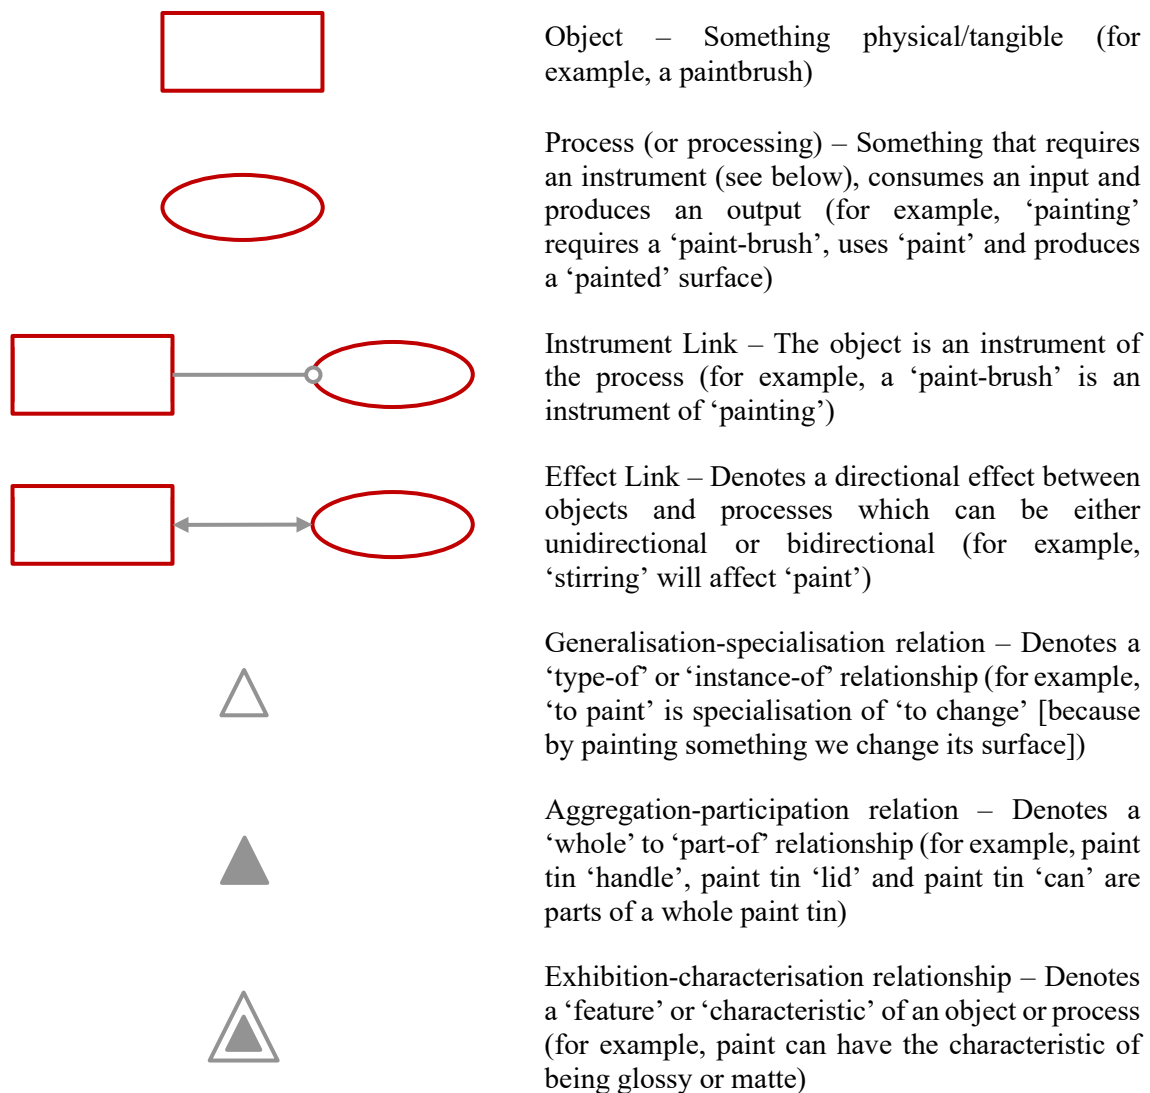 Object – Something physical/tangible (for
example, a paintbrush)
Process (or processing) – Something that requires
an instrument (see below), consumes an input and
produces an output (for example, ‘painting’
requires a ‘paint-brush’, uses ‘paint’ and produces
a ‘painted’ surface)
Instrument Link – The object is an instrument of
the process (for example, a ‘paint-brush’ is an
instrument of ‘painting’)
Effect Link – Denotes a directional effect between
objects and processes which can be either
unidirectional or bidirectional (for example,
‘stirring’ will affect ‘paint’)
Generalisation-specialisation relation – Denotes a
‘type-of’ or ‘instance-of’ relationship (for example,
‘to paint’ is specialisation of ‘to change’ [because
by painting something we change its surface])
Aggregation-participation relation – Denotes a
‘whole’ to ‘part-of’ relationship (for example, paint
tin ‘handle’, paint tin ‘lid’ and paint tin ‘can’ are
parts of a whole paint tin)
Exhibition-characterisation relationship – Denotes
a ‘feature’ or ‘characteristic’ of an object or process
(for example, paint can have the characteristic of
being glossy or matte)